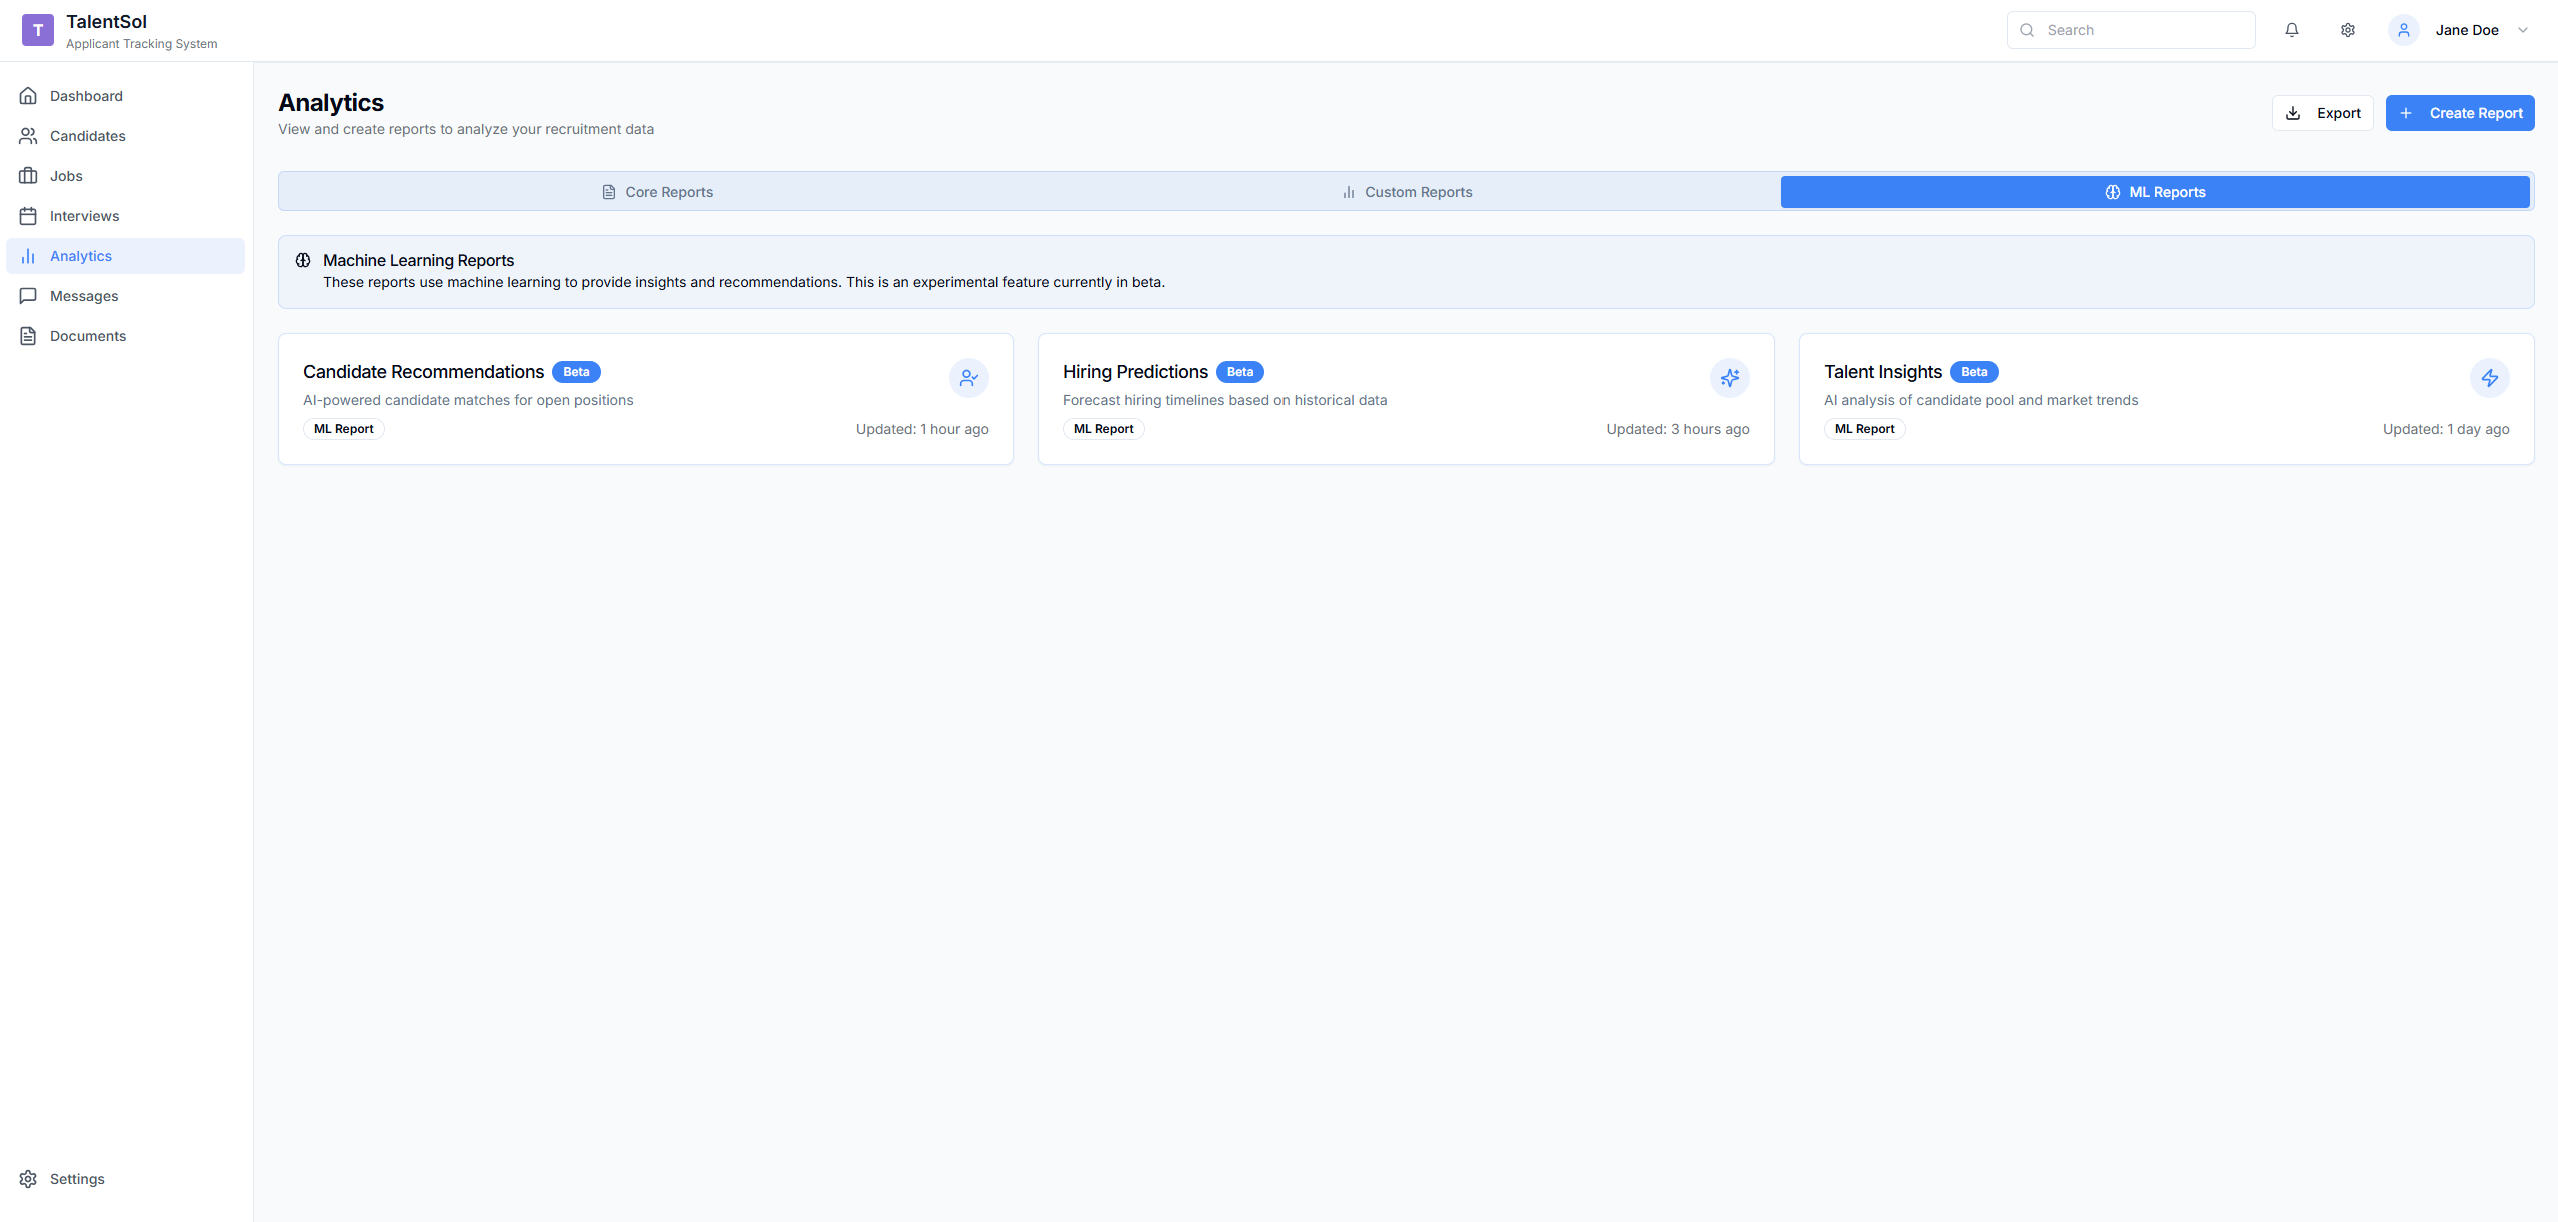 T
TalentSol
Applicant Tracking System
Search
Jane Doe
Dashboard
Candidates
Jobs
Interviews
Analytics
Messages
Documents
Settings
Analytics
View and create reports to analyze your recruitment data
Export
Create Report
Core Reports
Custom Reports
ML Reports
Machine Learning Reports
These reports use machine learning to provide insights and recommendations. This is an experimental feature currently in beta.
Candidate Recommendations Beta
AI-powered candidate matches for open positions
ML Report
Updated: 1 hour ago
Hiring Predictions Beta
Forecast hiring timelines based on historical data
ML Report
Updated: 3 hours ago
Talent Insights Beta
AI analysis of candidate pool and market trends
ML Report
Updated: 1 day ago